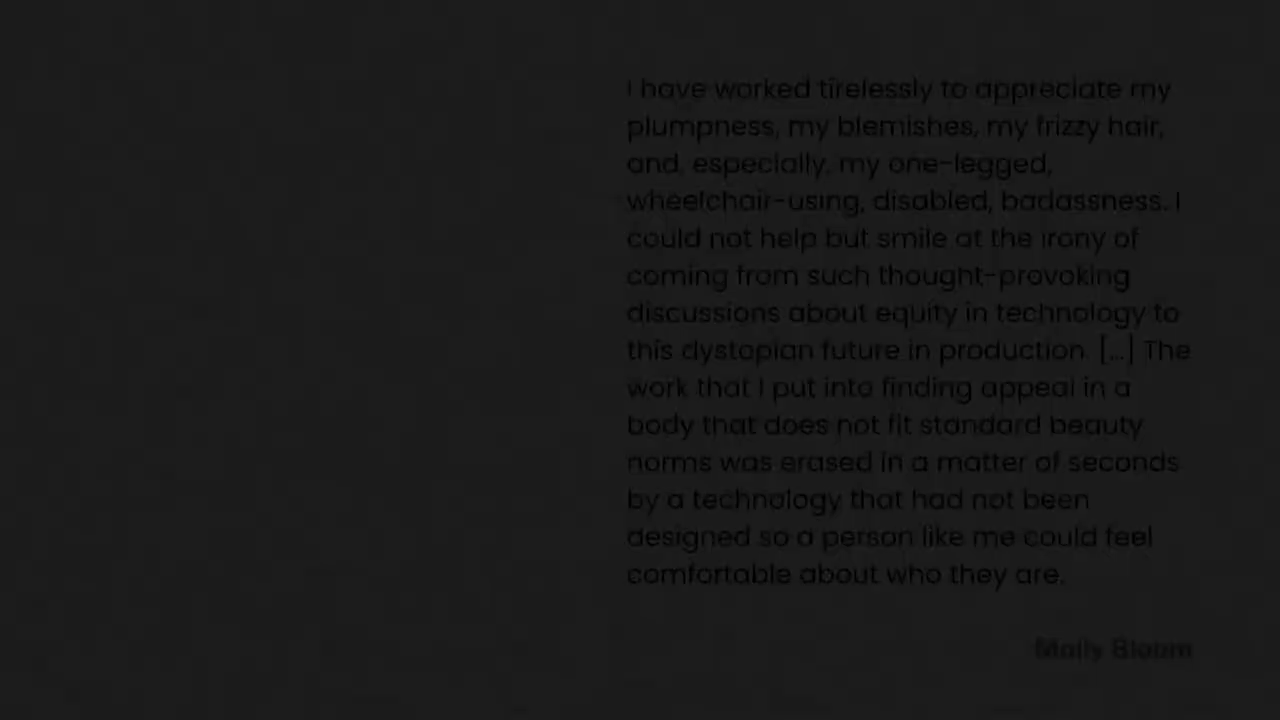 I have worked tirelessly to appreciate my
plumpness, my blemishes, my frizzy hair,
and, especially, my one-legged,
wheelchair-using, disabled, badassness. I
could not help but smile at the irony of
coming from such thought-provoking
discussions about equity in technology to
this dystopian future in production. [...] The
work that I put into finding appeal in a
body that does not fit standard beauty
norms was erased in a matter of seconds
by a technology that had not been
designed so a person like me could feel
comfortable about who they are.
Molly Bloom